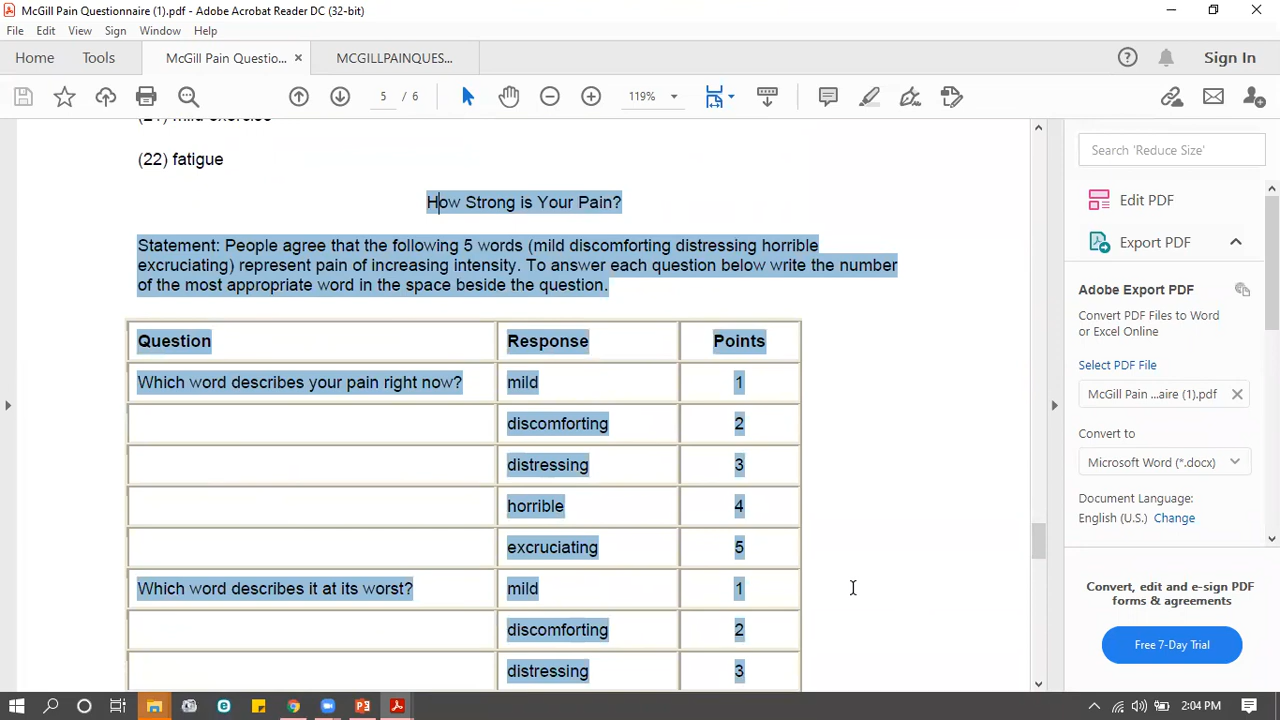 McGill Pain Questionnaire (1).pdf - Adobe Acrobat Reader DC (32-bit)
File Edit View Sign Window Help
Home Tools McGill Pain Questio... × MCGILLPAINQUES... Sign In
5 / 6 119%
(21) mild exercise
(22) fatigue
How Strong is Your Pain?
Statement: People agree that the following 5 words (mild discomforting distressing horrible
excruciating) represent pain of increasing intensity. To answer each question below write the number
of the most appropriate word in the space beside the question.
Question Response Points
Which word describes your pain right now? mild 1
discomforting 2
distressing 3
horrible 4
excruciating 5
Which word describes it at its worst? mild 1
discomforting 2
distressing 3
Search 'Reduce Size'
Edit PDF
Export PDF
Adobe Export PDF
Convert PDF Files to Word
or Excel Online
Select PDF File
McGill Pain ...aire (1).pdf
Convert to
Microsoft Word (*.docx)
Document Language:
English (U.S.) Change
Convert, edit and e-sign PDF
forms & agreements
Free 7-Day Trial
2:04 PM